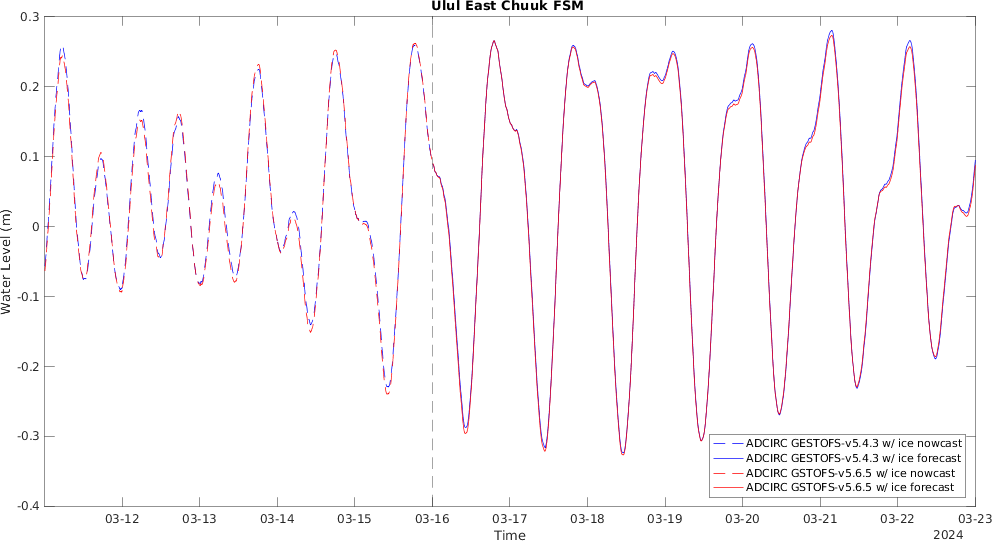 Ulul East Chuuk FSM
0.3
0.2
0.1
0
-0.1
-0.2
-0.3
-0.4
Water Level (m)
ADCIRC GESTOFS-v5.4.3 w/ ice nowcast
ADCIRC GESTOFS-v5.4.3 w/ ice forecast
ADCIRC GSTOFS-v5.6.5 w/ ice nowcast
ADCIRC GSTOFS-v5.6.5 w/ ice forecast
03-12 03-13 03-14 03-15 03-16 03-17 03-18 03-19 03-20 03-21 03-22 03-23
Time
2024